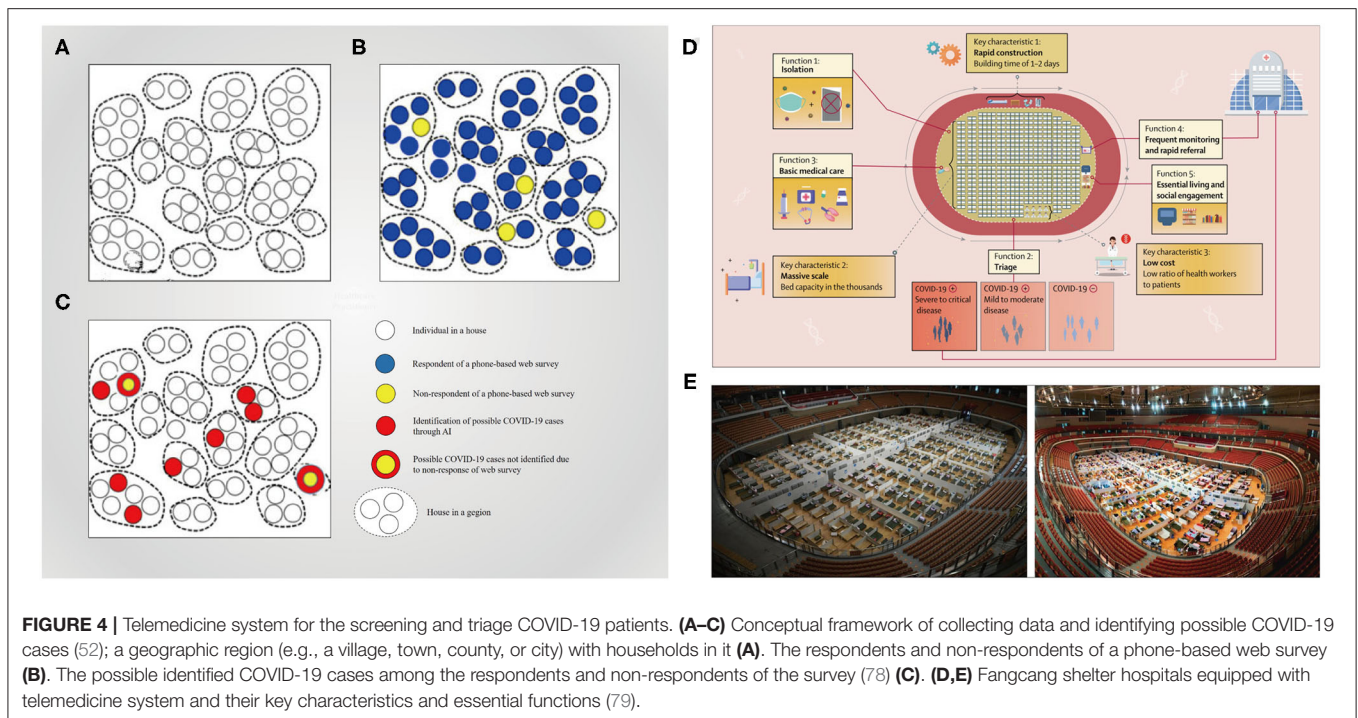 A
B
C
Individual in a house
Respondent of a phone-based web survey
Non-respondent of a phone-based web survey
Identification of possible COVID-19 cases
through AI
Possible COVID-19 cases not identified due
to non-response of web survey
House in a gegion
D
Key characteristic 1:
Rapid construction
Building time of 1–2 days
Function 1:
Isolation
Function 3:
Basic medical care
Function 4:
Frequent monitoring
and rapid referral
Function 5:
Essential living and
social engagement
Key characteristic 2:
Massive scale
Bed capacity in the thousands
Function 2:
Triage
Key characteristic 3:
Low cost
Low ratio of health workers
to patients
COVID-19 +
Severe to critical
disease
COVID-19 +
Mild to moderate
disease
COVID-19 −
E
FIGURE 4 | Telemedicine system for the screening and triage COVID-19 patients. (A–C) Conceptual framework of collecting data and identifying possible COVID-19
cases (52); a geographic region (e.g., a village, town, county, or city) with households in it (A). The respondents and non-respondents of a phone-based web survey
(B). The possible identified COVID-19 cases among the respondents and non-respondents of the survey (78) (C). (D,E) Fangcang shelter hospitals equipped with
telemedicine system and their key characteristics and essential functions (79).